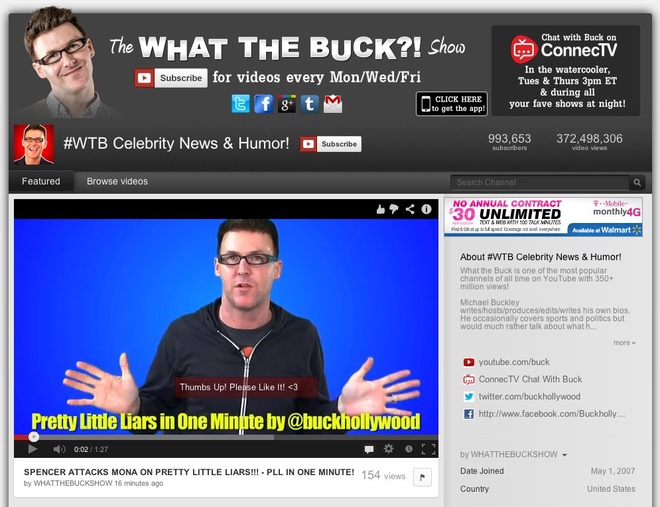 The WHAT THE BUCK?! Show
Subscribe for videos every Mon/Wed/Fri
Chat with Buck on
ConnecTV
In the watercooler,
Tues & Thurs 3pm ET
& during all
your fave shows at night!
CLICK HERE
to get the app!
#WTB Celebrity News & Humor! Subscribe
993,653
subscribers
372,498,306
video views
Featured Browse videos
Search Channel
Thumbs Up! Please Like It! <3
Pretty Little Liars in One Minute by @buckhollywood
0:02 / 1:27
SPENCER ATTACKS MONA ON PRETTY LITTLE LIARS!!! - PLL IN ONE MINUTE!
by WHATTHEBUCKSHOW 16 minutes ago
154 views
NO ANNUAL CONTRACT
$30 UNLIMITED
TEXT & WEB WITH 100 TALK MINUTES
T-Mobile
monthly4G
Available at Walmart
About #WTB Celebrity News & Humor!
What the Buck is one of the most popular
channels of all time on YouTube with 350+
million views!
Michael Buckley
writes/hosts/produces/edits/writes his own bios.
He occasionally covers sports and politics but
would much rather talk about what h...
more
youtube.com/buck
ConnecTV Chat With Buck
twitter.com/buckhollywood
http://www.facebook.com/Buckholly...
by WHATTHEBUCKSHOW
Date Joined May 1, 2007
Country United States